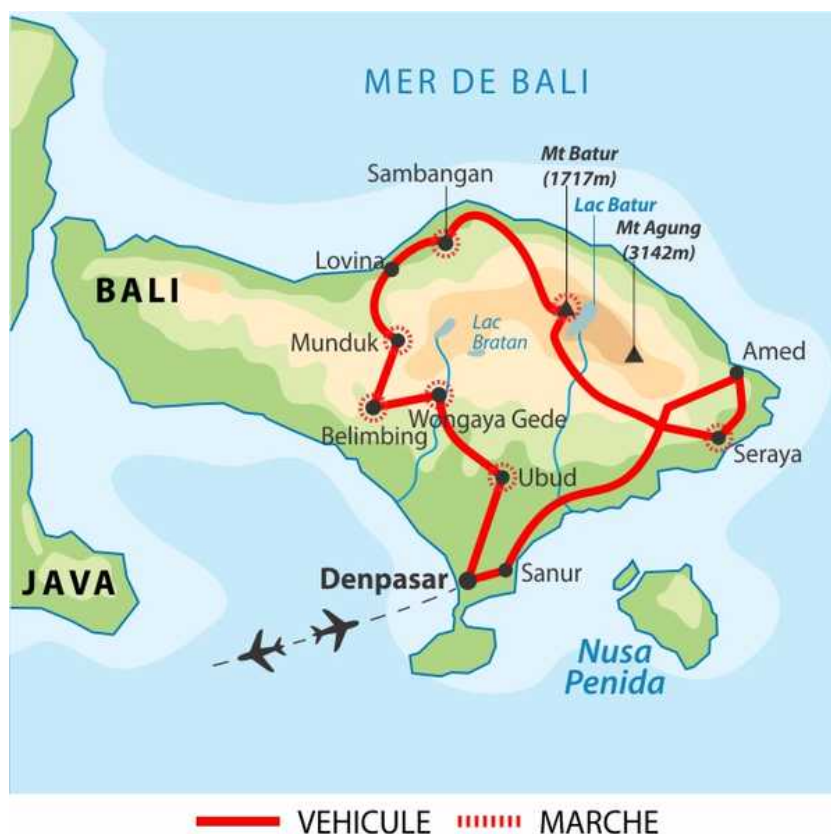 MER DE BALI
Mt Batur
(1717m)
Sambangan
Lac Batur
Mt Agung
(3142m)
Lovina
BALI
Lac
Bratan
Munduk
Amed
Wongaya Gede
Belimbing
Seraya
Ubud
Denpasar
Sanur
JAVA
Nusa
Penida
VEHICULE
MARCHE